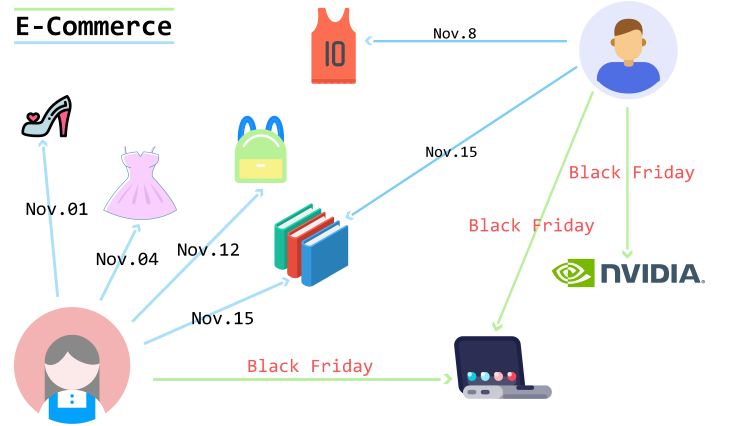 E-Commerce
Nov.8
10
Nov.15
Black Friday
Black Friday
Nov.01
Nov.04
Nov.12
Nov.15
NVIDIA.
Black Friday